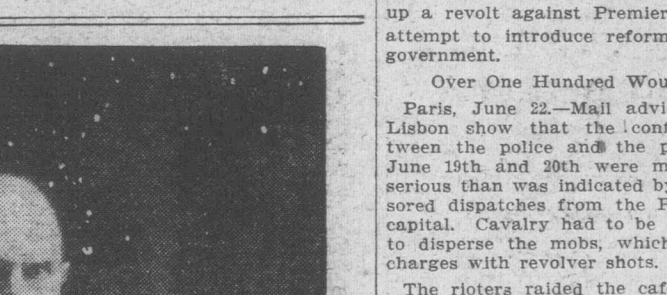 up a revolt against Premier
attempt to introduce reform
government.
Over One Hundred Wou
Paris, June 22.—Mail advi
Lisbon show that the conf
tween the police and the p
June 19th and 20th were m
serious than was indicated by
sored dispatches from the P
capital. Cavalry had to be
to disperse the mobs, which
charges with revolver shots.
The rioters raided the caf